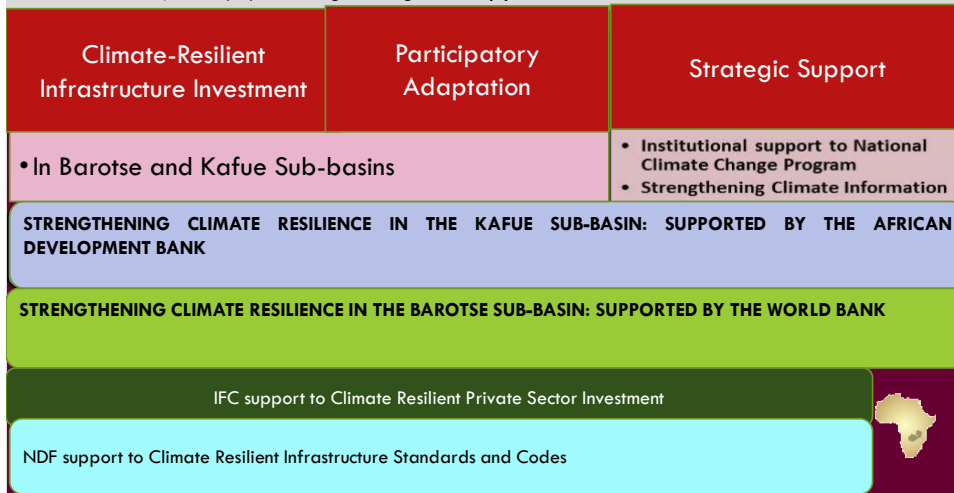 Climate-Resilient
Infrastructure Investment
Participatory
Adaptation
Strategic Support
• In Barotse and Kafue Sub-basins
• Institutional support to National
Climate Change Program
• Strengthening Climate Information
STRENGTHENING CLIMATE RESILIENCE IN THE KAFUE SUB-BASIN: SUPPORTED BY THE AFRICAN
DEVELOPMENT BANK
STRENGTHENING CLIMATE RESILIENCE IN THE BAROTSE SUB-BASIN: SUPPORTED BY THE WORLD BANK
IFC support to Climate Resilient Private Sector Investment
NDF support to Climate Resilient Infrastructure Standards and Codes